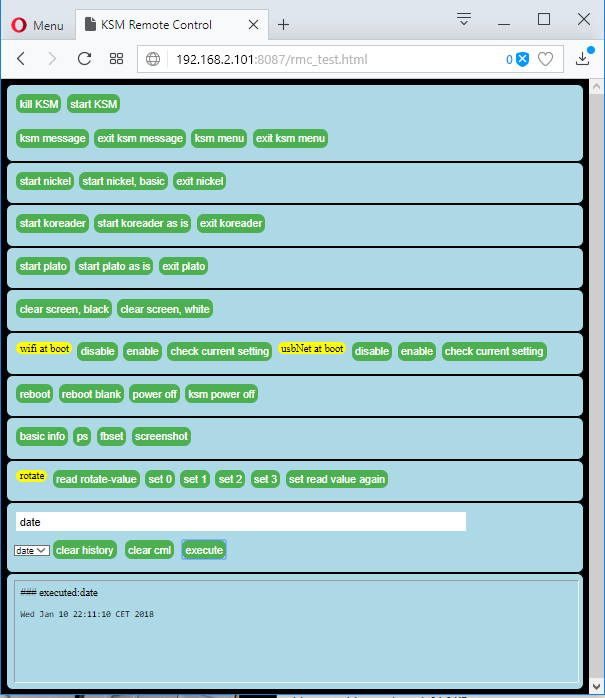 Menu KSM Remote Control
192.168.2.101:8087/rmc_test.html 0
kill KSM start KSM
ksm message exit ksm message ksm menu exit ksm menu
start nickel start nickel, basic exit nickel
start koreader start koreader as is exit koreader
start plato start plato as is exit plato
clear screen, black clear screen, white
wifi at boot disable enable check current setting usbNet at boot disable enable check current setting
reboot reboot blank power off ksm power off
basic info ps fbset screenshot
rotate read rotate-value set 0 set 1 set 2 set 3 set read value again
date
date clear history clear cml execute
### executed:date
Wed Jan 10 22:11:10 CET 2018